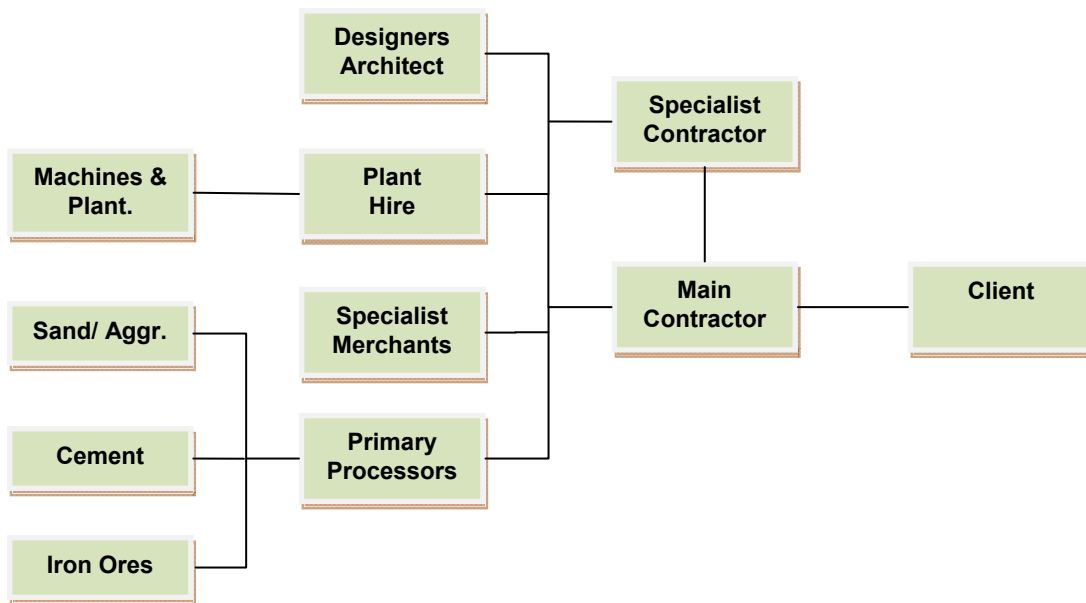 Designers
Architect
Specialist
Contractor
Machines &
Plant.
Plant
Hire
Main
Contractor
Client
Sand/ Aggr.
Specialist
Merchants
Cement
Primary
Processors
Iron Ores